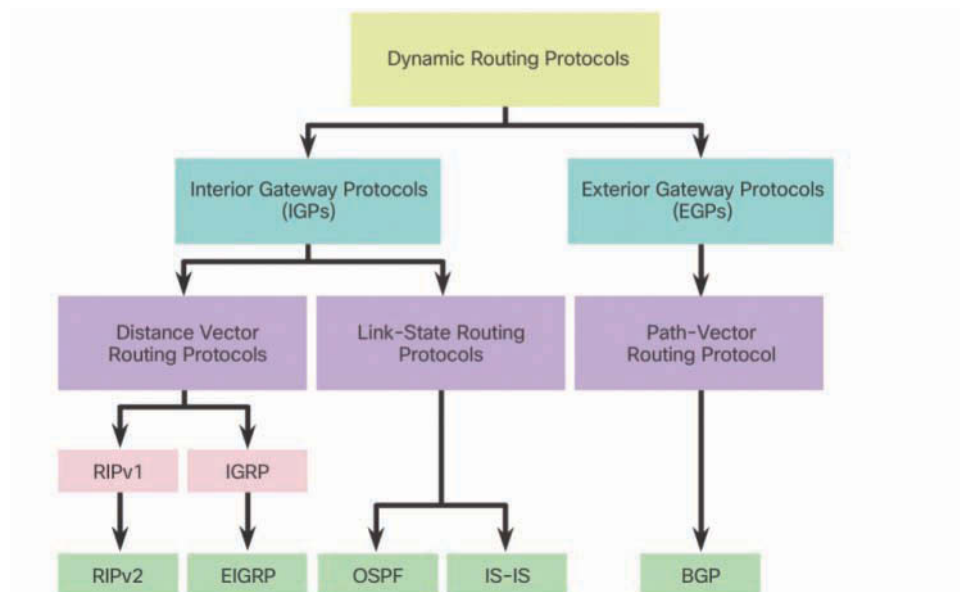 Dynamic Routing Protocols
Interior Gateway Protocols
(IGPs)
Exterior Gateway Protocols
(EGPs)
Distance Vector
Routing Protocols
Link-State Routing
Protocols
Path-Vector
Routing Protocol
RIPv1
IGRP
RIPv2
EIGRP
OSPF
IS-IS
BGP